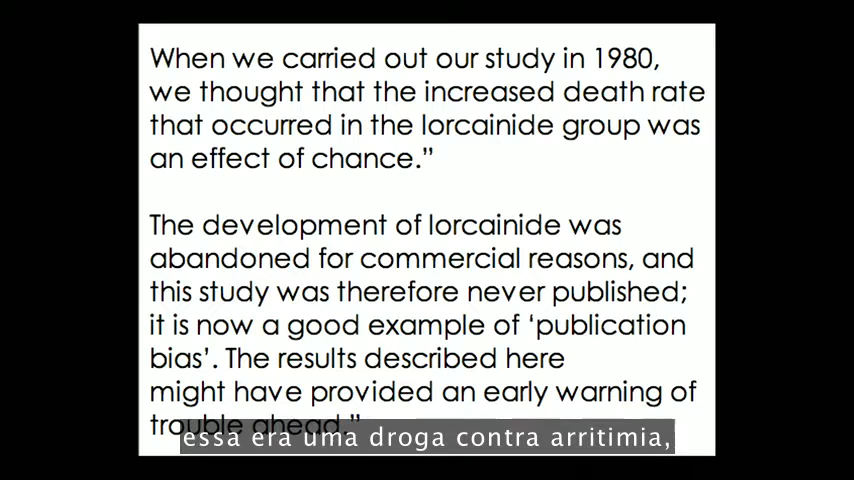 When we carried out our study in 1980,
we thought that the increased death rate
that occurred in the lorcainide group was
an effect of chance.”
The development of lorcainide was
abandoned for commercial reasons, and
this study was therefore never published;
it is now a good example of ‘publication
bias’. The results described here
might have provided an early warning of
trouble ahead.”
essa era uma droga contra arritimia,